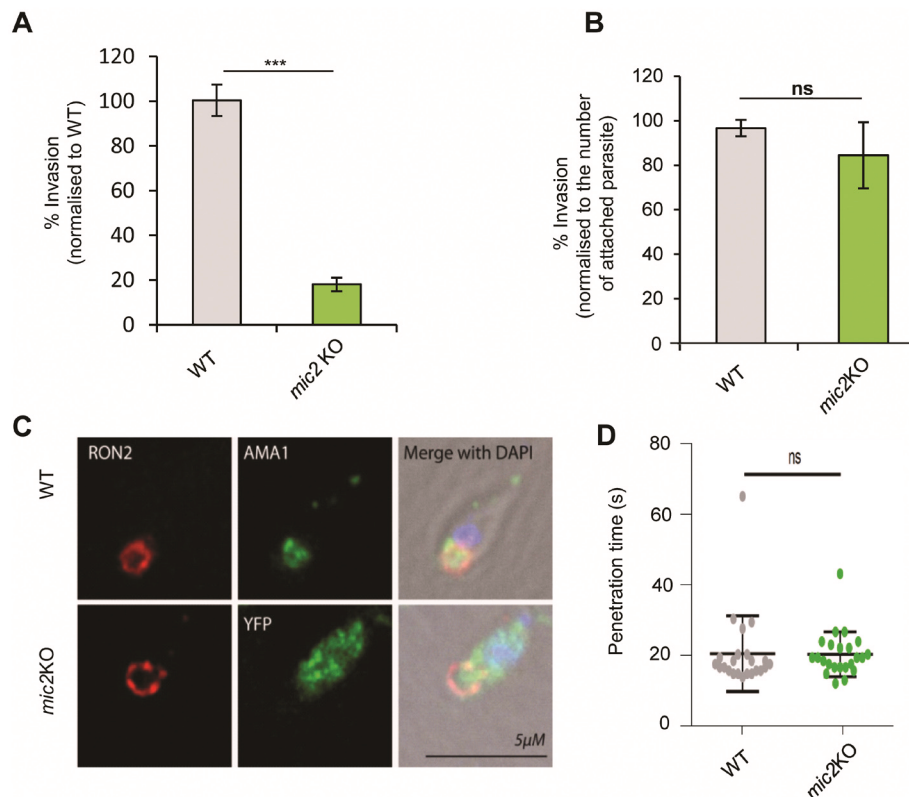 A
% Invasion
(normalised to WT)
120
100
80
60
40
20
0
***
WT
mic2 KO
B
% Invasion
(normalised to the number
of attached parasite)
120
100
80
60
40
20
0
ns
WT
mic2KO
C
WT
RON2
AMA1
Merge with DAPI
mic2KO
YFP
5µM
D
Penetration time (s)
80
60
40
20
0
ns
WT
mic2KO